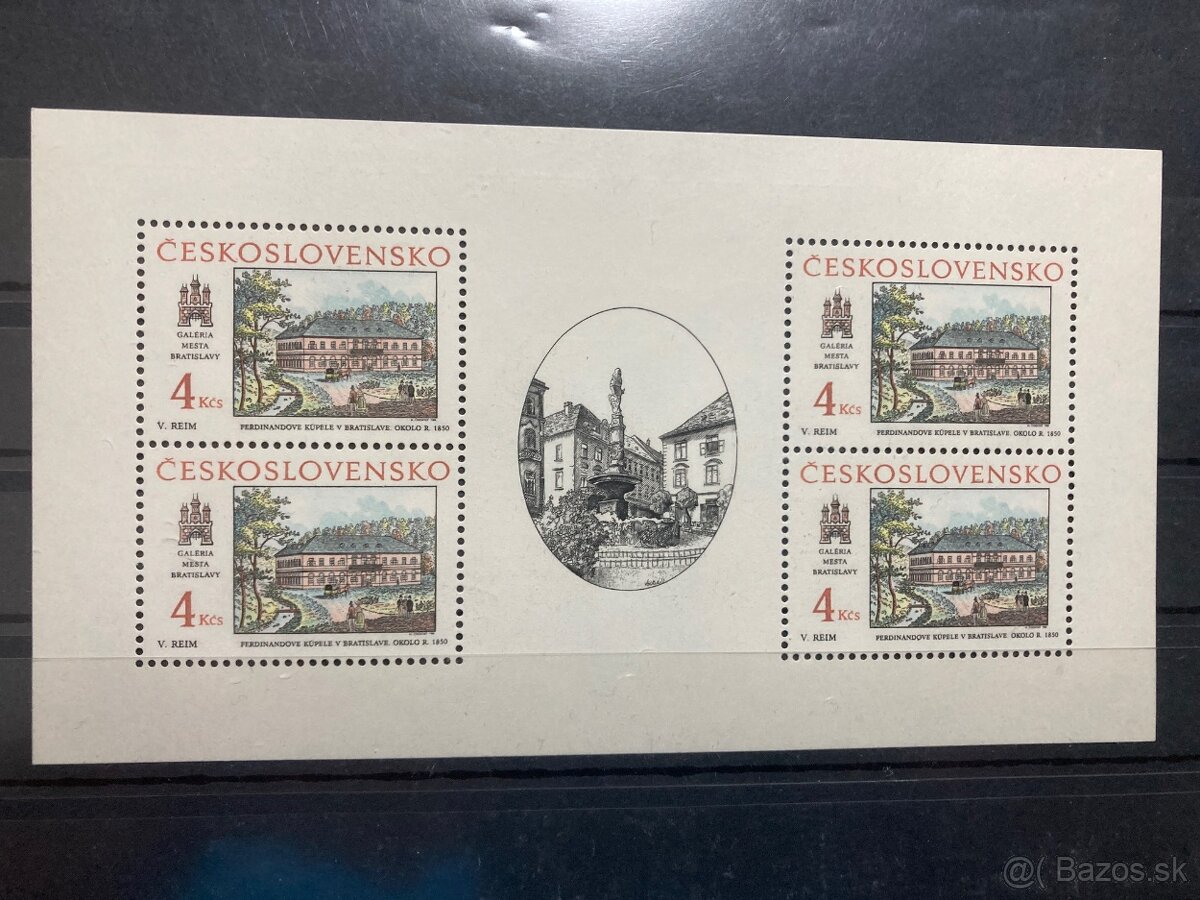 ČESKOSLOVENSKO
GALÉRIA
MESTA
BRATISLAVY
4 Kčs
V. REIM
FERDINANDOVE KÚPELE V BRATISLAVE. OKOLO R. 1850
ČESKOSLOVENSKO
GALÉRIA
MESTA
BRATISLAVY
4 Kčs
V. REIM
FERDINANDOVE KÚPELE V BRATISLAVE. OKOLO R. 1850
ČESKOSLOVENSKO
GALÉRIA
MESTA
BRATISLAVY
4 Kčs
V. REIM
FERDINANDOVE KÚPELE V BRATISLAVE. OKOLO R. 1850
ČESKOSLOVENSKO
GALÉRIA
MESTA
BRATISLAVY
4 Kčs
V. REIM
FERDINANDOVE KÚPELE V BRATISLAVE. OKOLO R. 1850
@( Bazos.sk